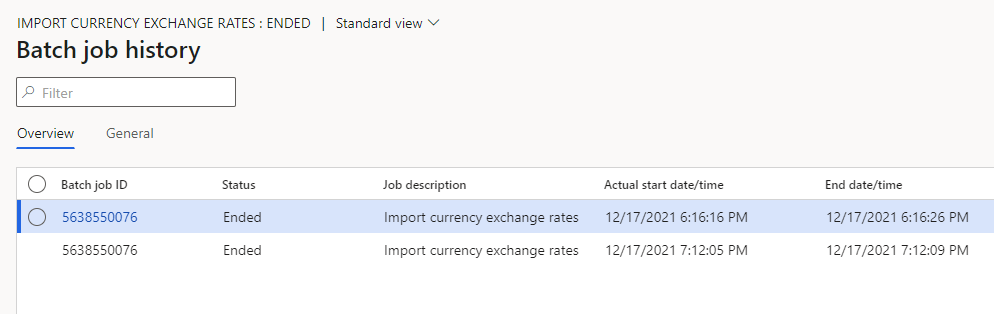 IMPORT CURRENCY EXCHANGE RATES : ENDED | Standard view
Batch job history
Filter
Overview General
Batch job ID Status Job description Actual start date/time End date/time
5638550076 Ended Import currency exchange rates 12/17/2021 6:16:16 PM 12/17/2021 6:16:26 PM
5638550076 Ended Import currency exchange rates 12/17/2021 7:12:05 PM 12/17/2021 7:12:09 PM